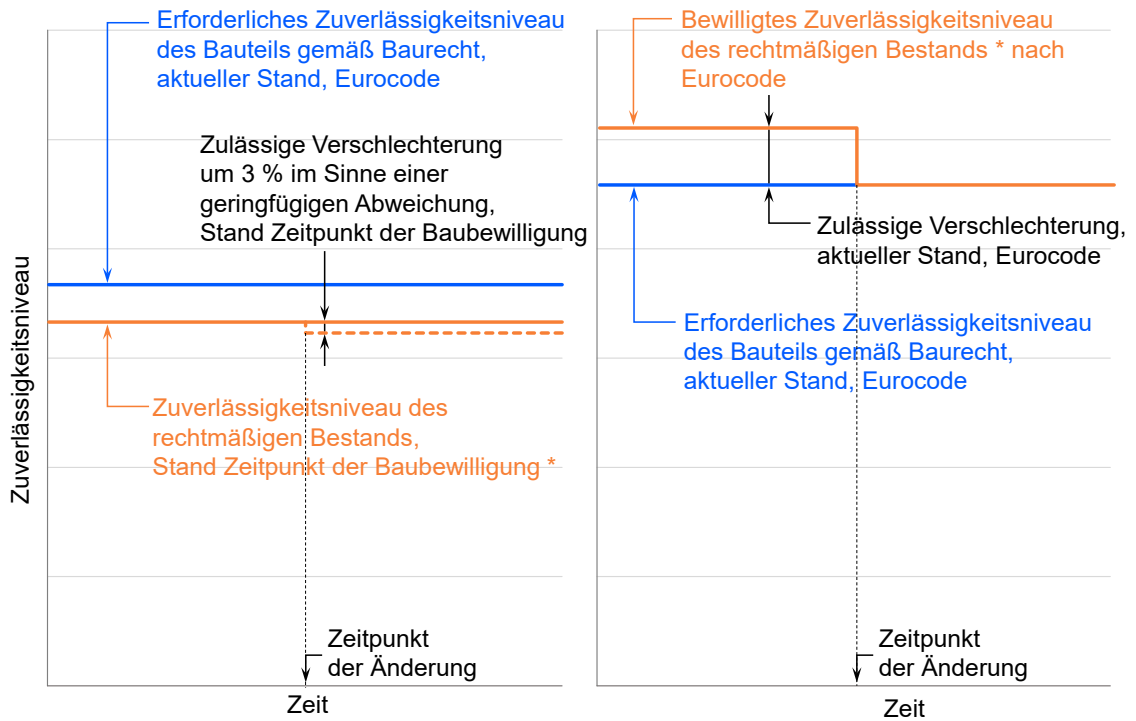 Erforderliches Zuverlässigkeitsniveau
des Bauteils gemäß Baurecht,
aktueller Stand, Eurocode
Zulässige Verschlechterung
um 3 % im Sinne einer
geringfügigen Abweichung,
Stand Zeitpunkt der Baubewilligung
Zuverlässigkeitsniveau
Zuverlässigkeitsniveau des
rechtmäßigen Bestands,
Stand Zeitpunkt der Baubewilligung *
Zeitpunkt
der Änderung
Zeit
Bewilligtes Zuverlässigkeitsniveau
des rechtmäßigen Bestands * nach
Eurocode
Zulässige Verschlechterung,
aktueller Stand, Eurocode
Erforderliches Zuverlässigkeitsniveau
des Bauteils gemäß Baurecht,
aktueller Stand, Eurocode
Zeitpunkt
der Änderung
Zeit